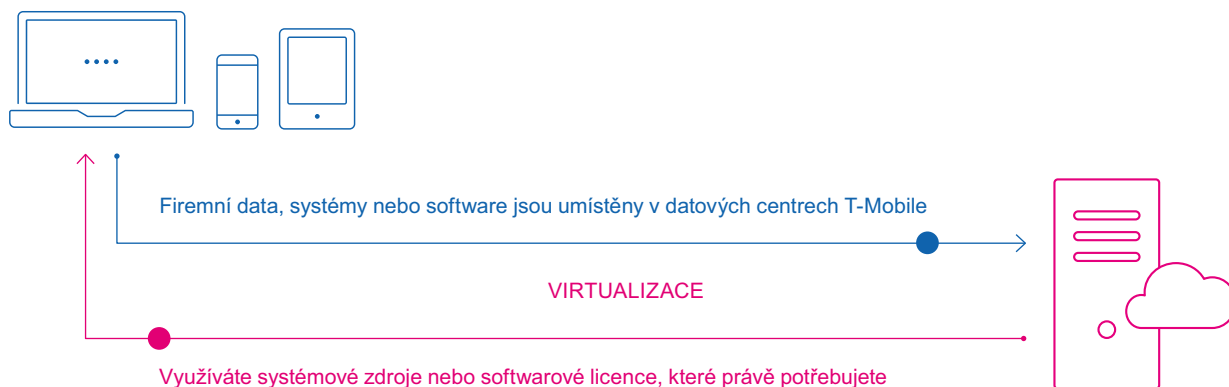 Firemní data, systémy nebo software jsou umístěny v datových centrech T-Mobile
VIRTUALIZACE
Využíváte systémové zdroje nebo softwarové licence, které právě potřebujete